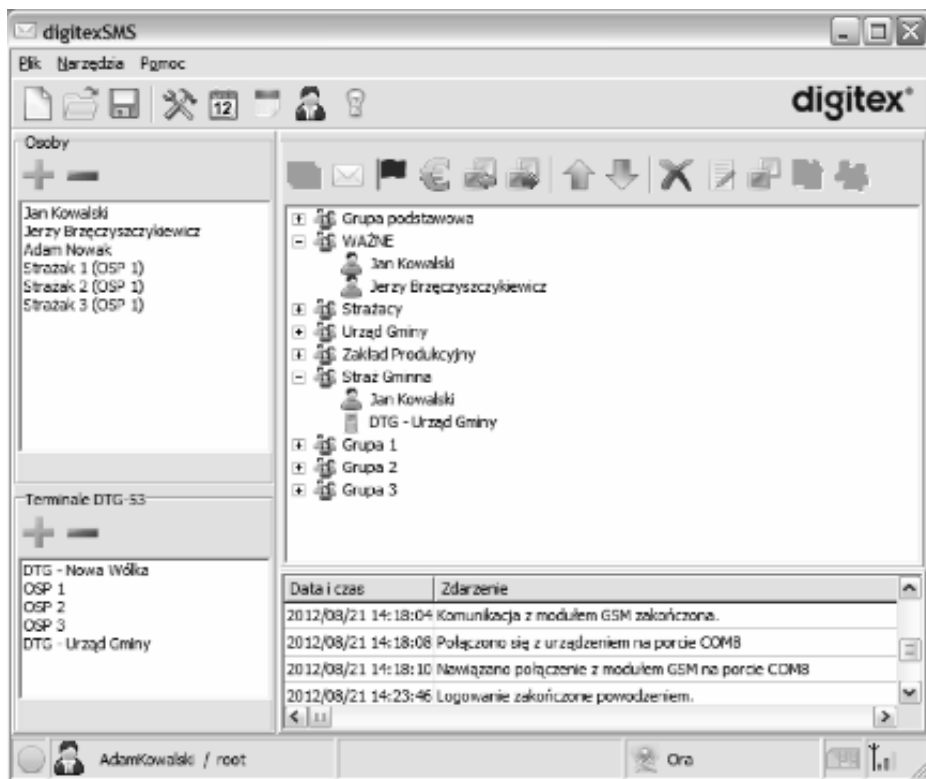 digitexSMS
Plik Narzędzia Pomoc
12
digitex®
Osoby
Jan Kowalski
Jerzy Brzęczyszczykiewicz
Adam Nowak
Strażak 1 (OSP 1)
Strażak 2 (OSP 1)
Strażak 3 (OSP 1)
Grupa podstawowa
WAŻNE
Jan Kowalski
Jerzy Brzęczyszczykiewicz
Strażacy
Urząd Gminy
Zakład Produkcyjny
Straż Gminna
Jan Kowalski
DTG - Urząd Gminy
Grupa 1
Grupa 2
Grupa 3
Terminale DTG-53
DTG - Nowa Wólka
OSP 1
OSP 2
OSP 3
DTG - Urząd Gminy
Data i czas Zdarzenie
2012/08/21 14:18:04 Komunikacja z modułem GSM zakończona.
2012/08/21 14:18:08 Połączono się z urządzeniem na porcie COM8
2012/08/21 14:18:10 Nawiązano połączenie z modułem GSM na porcie COM8
2012/08/21 14:23:46 Logowanie zakończone powodzeniem.
AdamKowalski / root
Ora